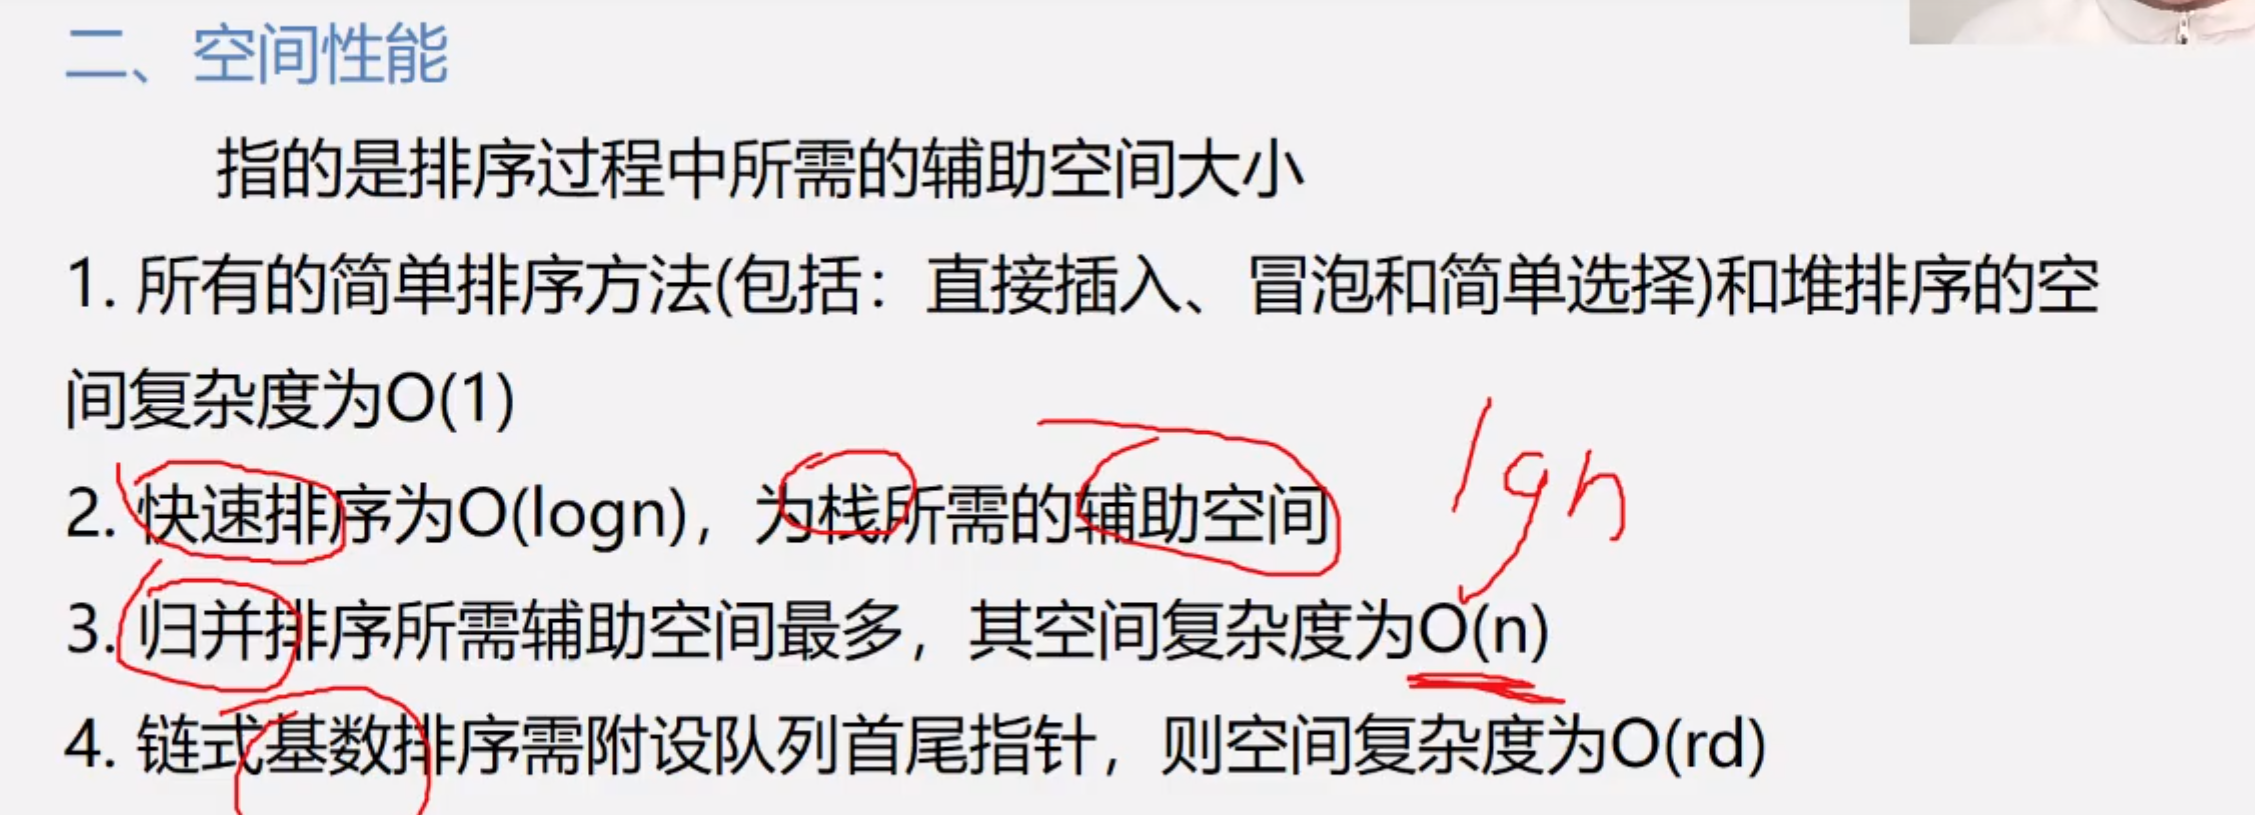 二、空间性能
指的是排序过程中所需的辅助空间大小
1. 所有的简单排序方法(包括：直接插入、冒泡和简单选择)和堆排序的空
间复杂度为O(1)
lgn
2. 快速排序为O(logn)，为栈所需的辅助空间
3. 归并排序所需辅助空间最多，其空间复杂度为O(n)
4. 链式基数排序需附设队列首尾指针，则空间复杂度为O(rd)